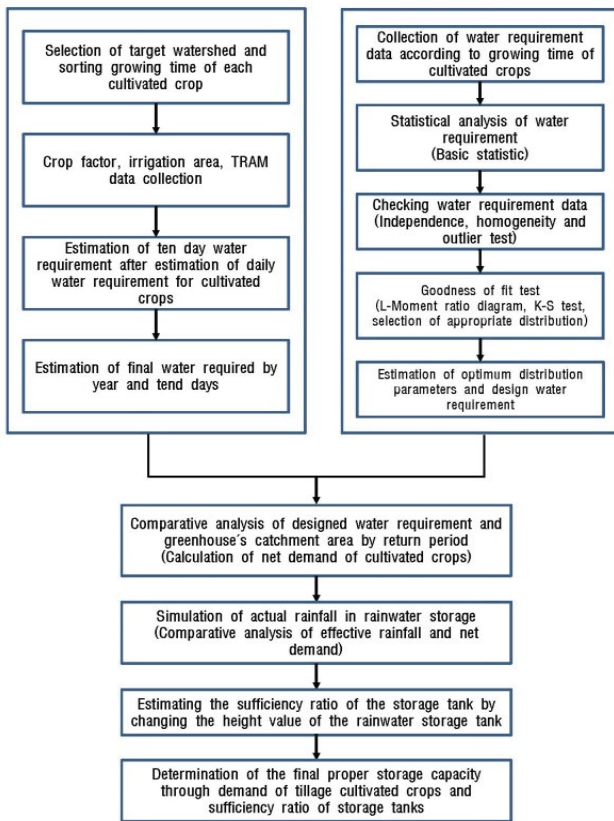 Selection of target watershed and
sorting growing time of each
cultivated crop
Crop factor, irrigation area, TRAM
data collection
Estimation of ten day water
requirement after estimation of daily
water requirement for cultivated
crops
Estimation of final water required by
year and tend days
Collection of water requirement
data according to growing time of
cultivated crops
Statistical analysis of water
requirement
(Basic statistic)
Checking water requirement data
(Independence, homogeneity and
outlier test)
Goodness of fit test
(L-Moment ratio diagram, K-S test,
selection of appropriate distribution)
Estimation of optimum distribution
parameters and design water
requirement
Comparative analysis of designed water requirement and
greenhouse's catchment area by return period
(Calculation of net demand of cultivated crops)
Simulation of actual rainfall in rainwater storage
(Comparative analysis of effective rainfall and net
demand)
Estimating the sufficiency ratio of the storage tank by
changing the height value of the rainwater storage tank
Determination of the final proper storage capacity
through demand of tillage cultivated crops and
sufficiency ratio of storage tanks